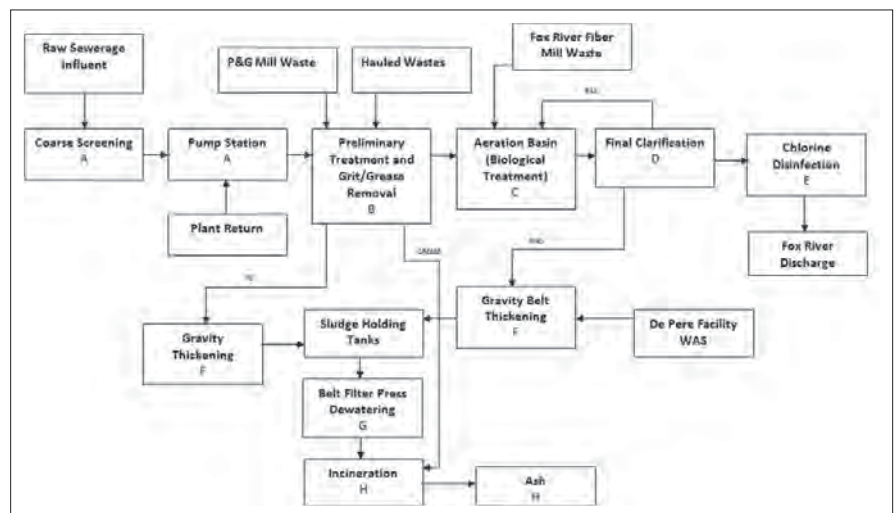 Raw Sewerage
Influent
P&G Mill Waste
Hauled Wastes
Fox River Fiber
Mill Waste
Coarse Screening
A
Pump Station
A
Preliminary
Treatment and
Grit/Grease
Removal
B
Aeration Basin
(Biological
Treatment)
C
Final Clarification
D
Chlorine
Disinfection
E
Plant Return
Fox River
Discharge
Gravity
Thickening
F
Sludge Holding
Tanks
Gravity Belt
Thickening
F
De Pere Facility
WAS
Belt Filter Press
Dewatering
G
Incineration
H
Ash
H